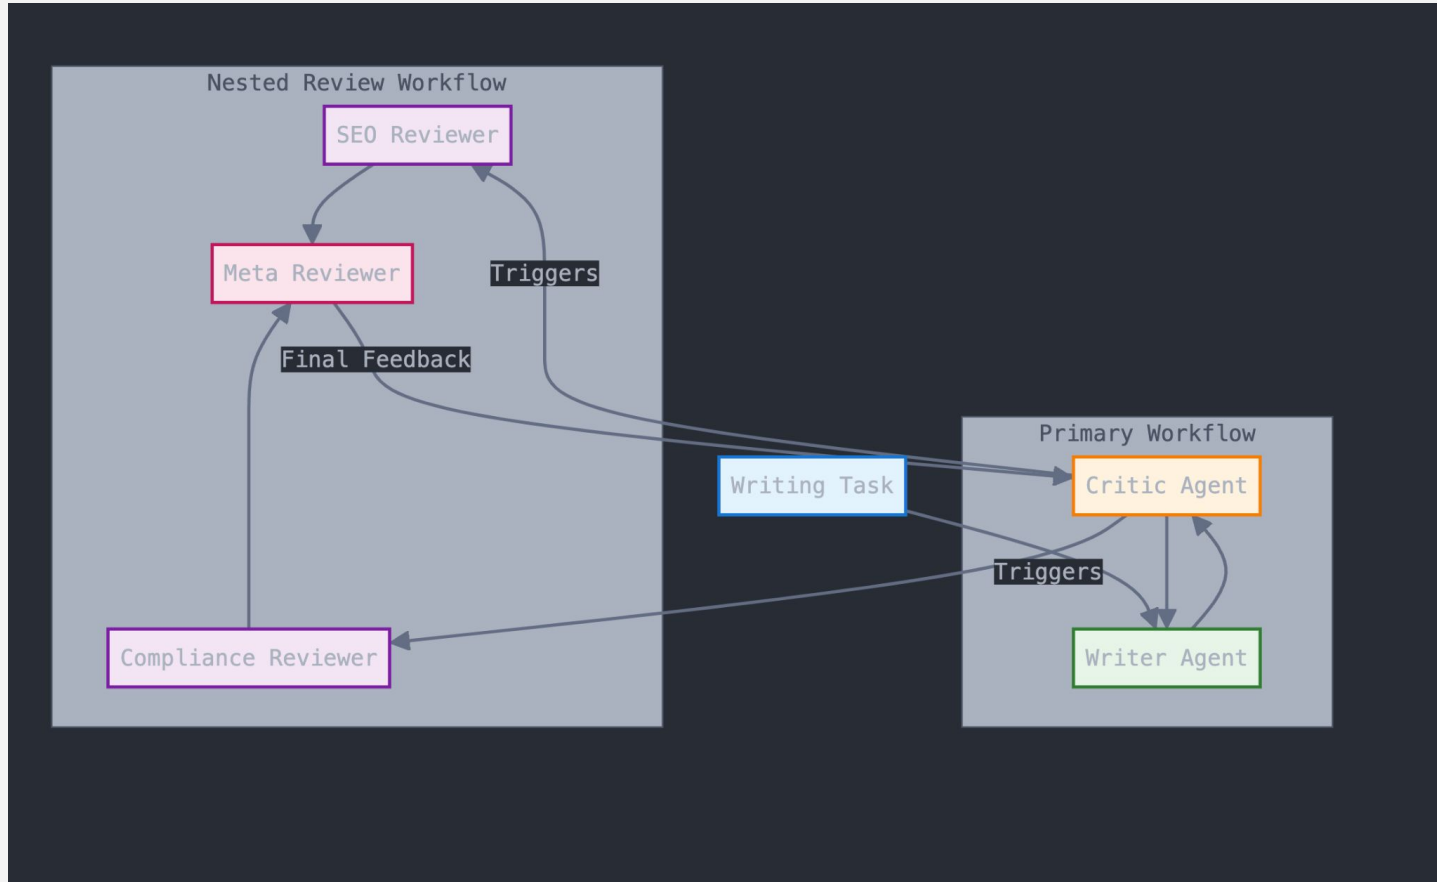 Nested Review Workflow
SEO Reviewer
Meta Reviewer
Triggers
Final Feedback
Primary Workflow
Writing Task
Critic Agent
Triggers
Compliance Reviewer
Writer Agent